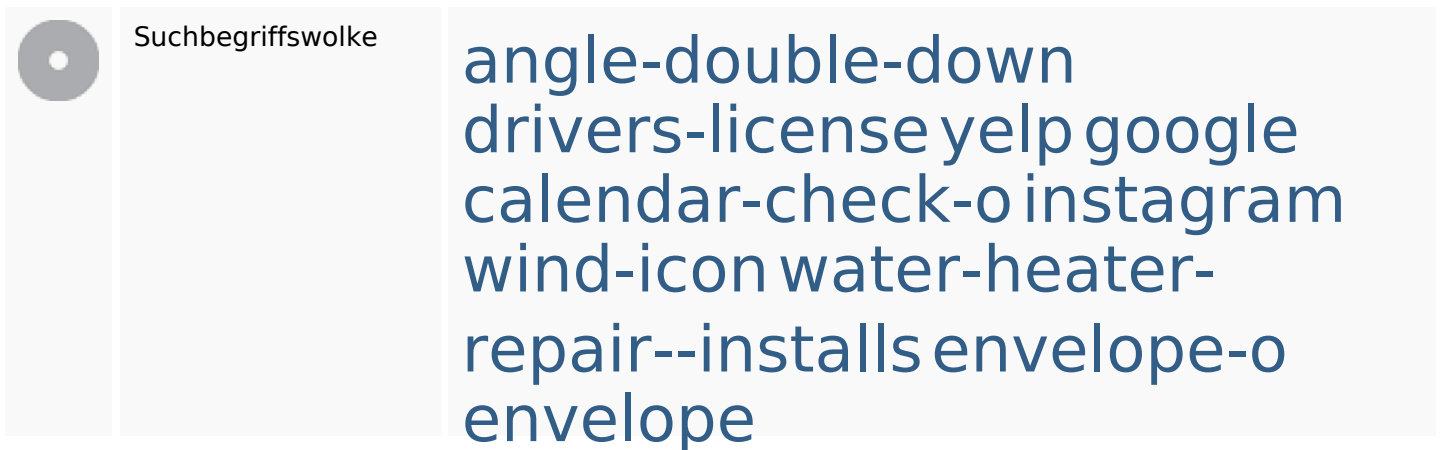 Suchbegriffswolke
angle-double-down
drivers-license yelp google
calendar-check-o instagram
wind-icon water-heater-
repair--installs envelope-o
envelope